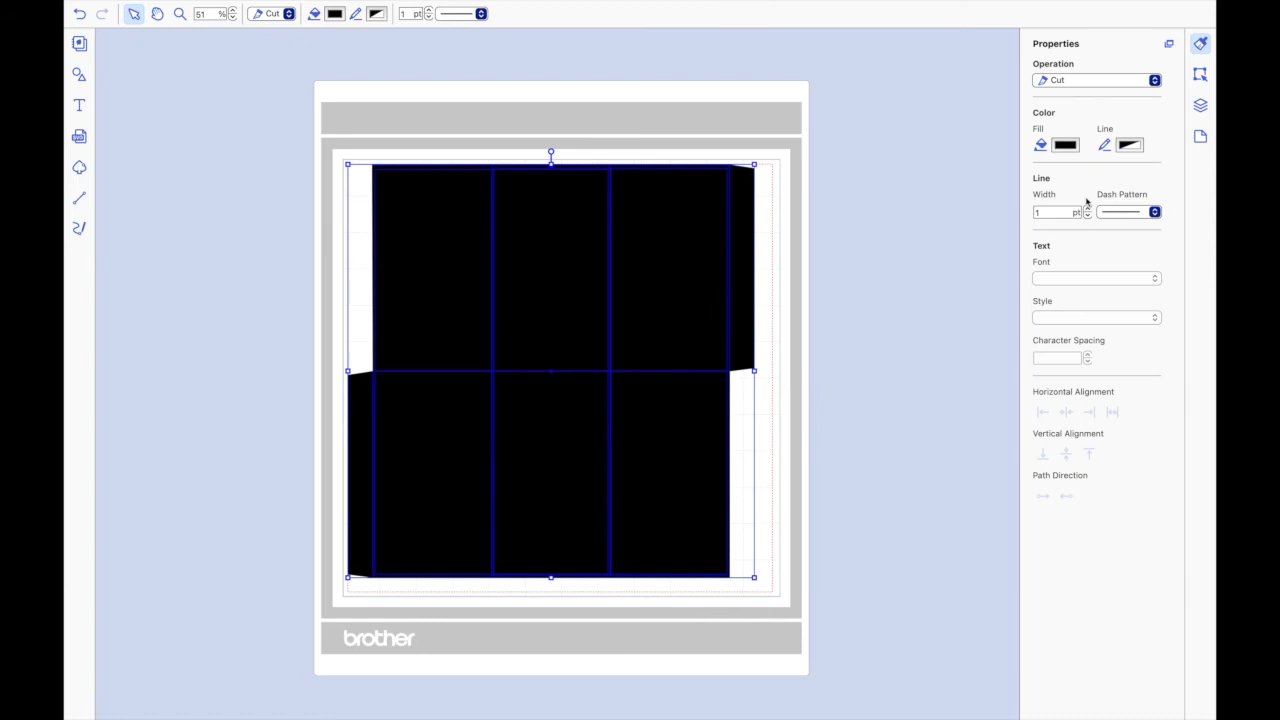 51 %
Cut
1 pt
Properties
Operation
Cut
Color
Fill
Line
Line
Width
Dash Pattern
1 pt
Text
Font
Style
Character Spacing
Horizontal Alignment
Vertical Alignment
Path Direction
T
brother